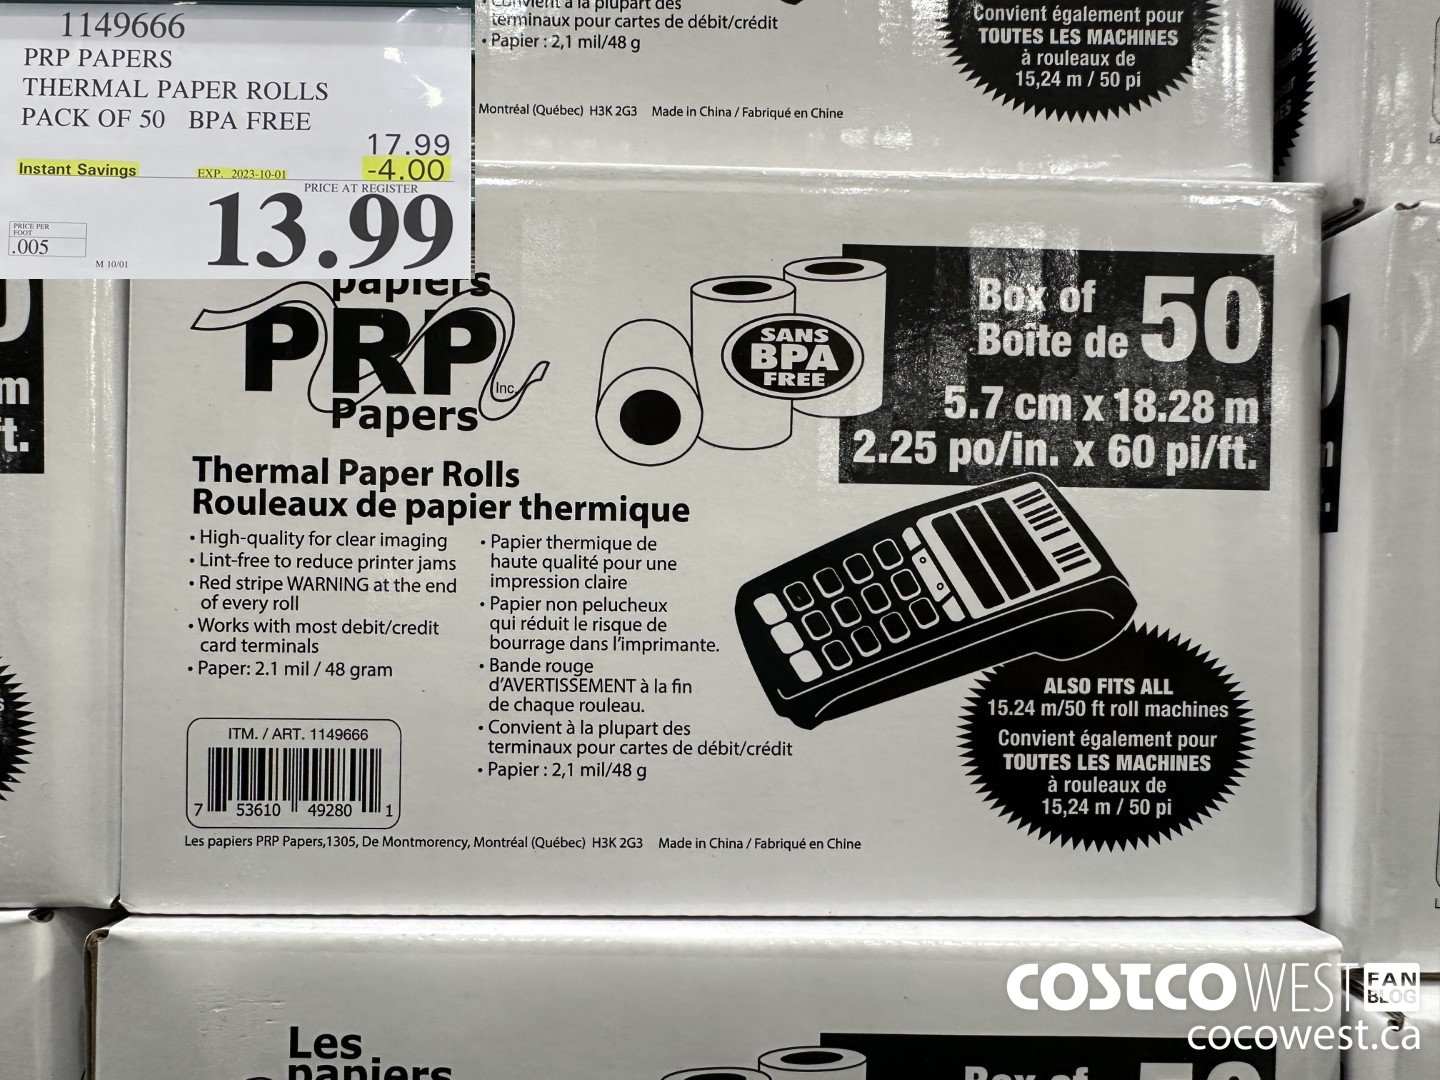 1149666
PRP PAPERS
THERMAL PAPER ROLLS
PACK OF 50 BPA FREE
17.99
Instant Savings EXP. 2023-10-01 -4.00
PRICE AT REGISTER
13.99
PRICE PER
FOOT
.005
M 10/01
Convient à la plupart des
terminaux pour cartes de débit/crédit
• Papier : 2,1 mil/48 g
Montréal (Québec) H3K 2G3 Made in China / Fabriqué en Chine
Convient également pour
TOUTES LES MACHINES
à rouleaux de
15,24 m / 50 pi
papiers
PRP
Inc.
Papers
SANS
BPA
FREE
Box of
Boîte de 50
5.7 cm x 18.28 m
2.25 po/in. x 60 pi/ft.
Thermal Paper Rolls
Rouleaux de papier thermique
• High-quality for clear imaging
• Lint-free to reduce printer jams
• Red stripe WARNING at the end
of every roll
• Works with most debit/credit
card terminals
• Paper: 2.1 mil / 48 gram
• Papier thermique de
haute qualité pour une
impression claire
• Papier non pelucheux
qui réduit le risque de
bourrage dans l'imprimante.
• Bande rouge
d'AVERTISSEMENT à la fin
de chaque rouleau.
• Convient à la plupart des
terminaux pour cartes de débit/crédit
• Papier : 2,1 mil/48 g
ALSO FITS ALL
15.24 m/50 ft roll machines
Convient également pour
TOUTES LES MACHINES
à rouleaux de
15,24 m / 50 pi
ITM. / ART. 1149666
7 53610 49280 1
Les papiers PRP Papers,1305, De Montmorency, Montréal (Québec) H3K 2G3 Made in China / Fabriqué en Chine
m
t.
Les
papiers
Box of
50
COSTCO WEST FAN BLOG
cocowest.ca